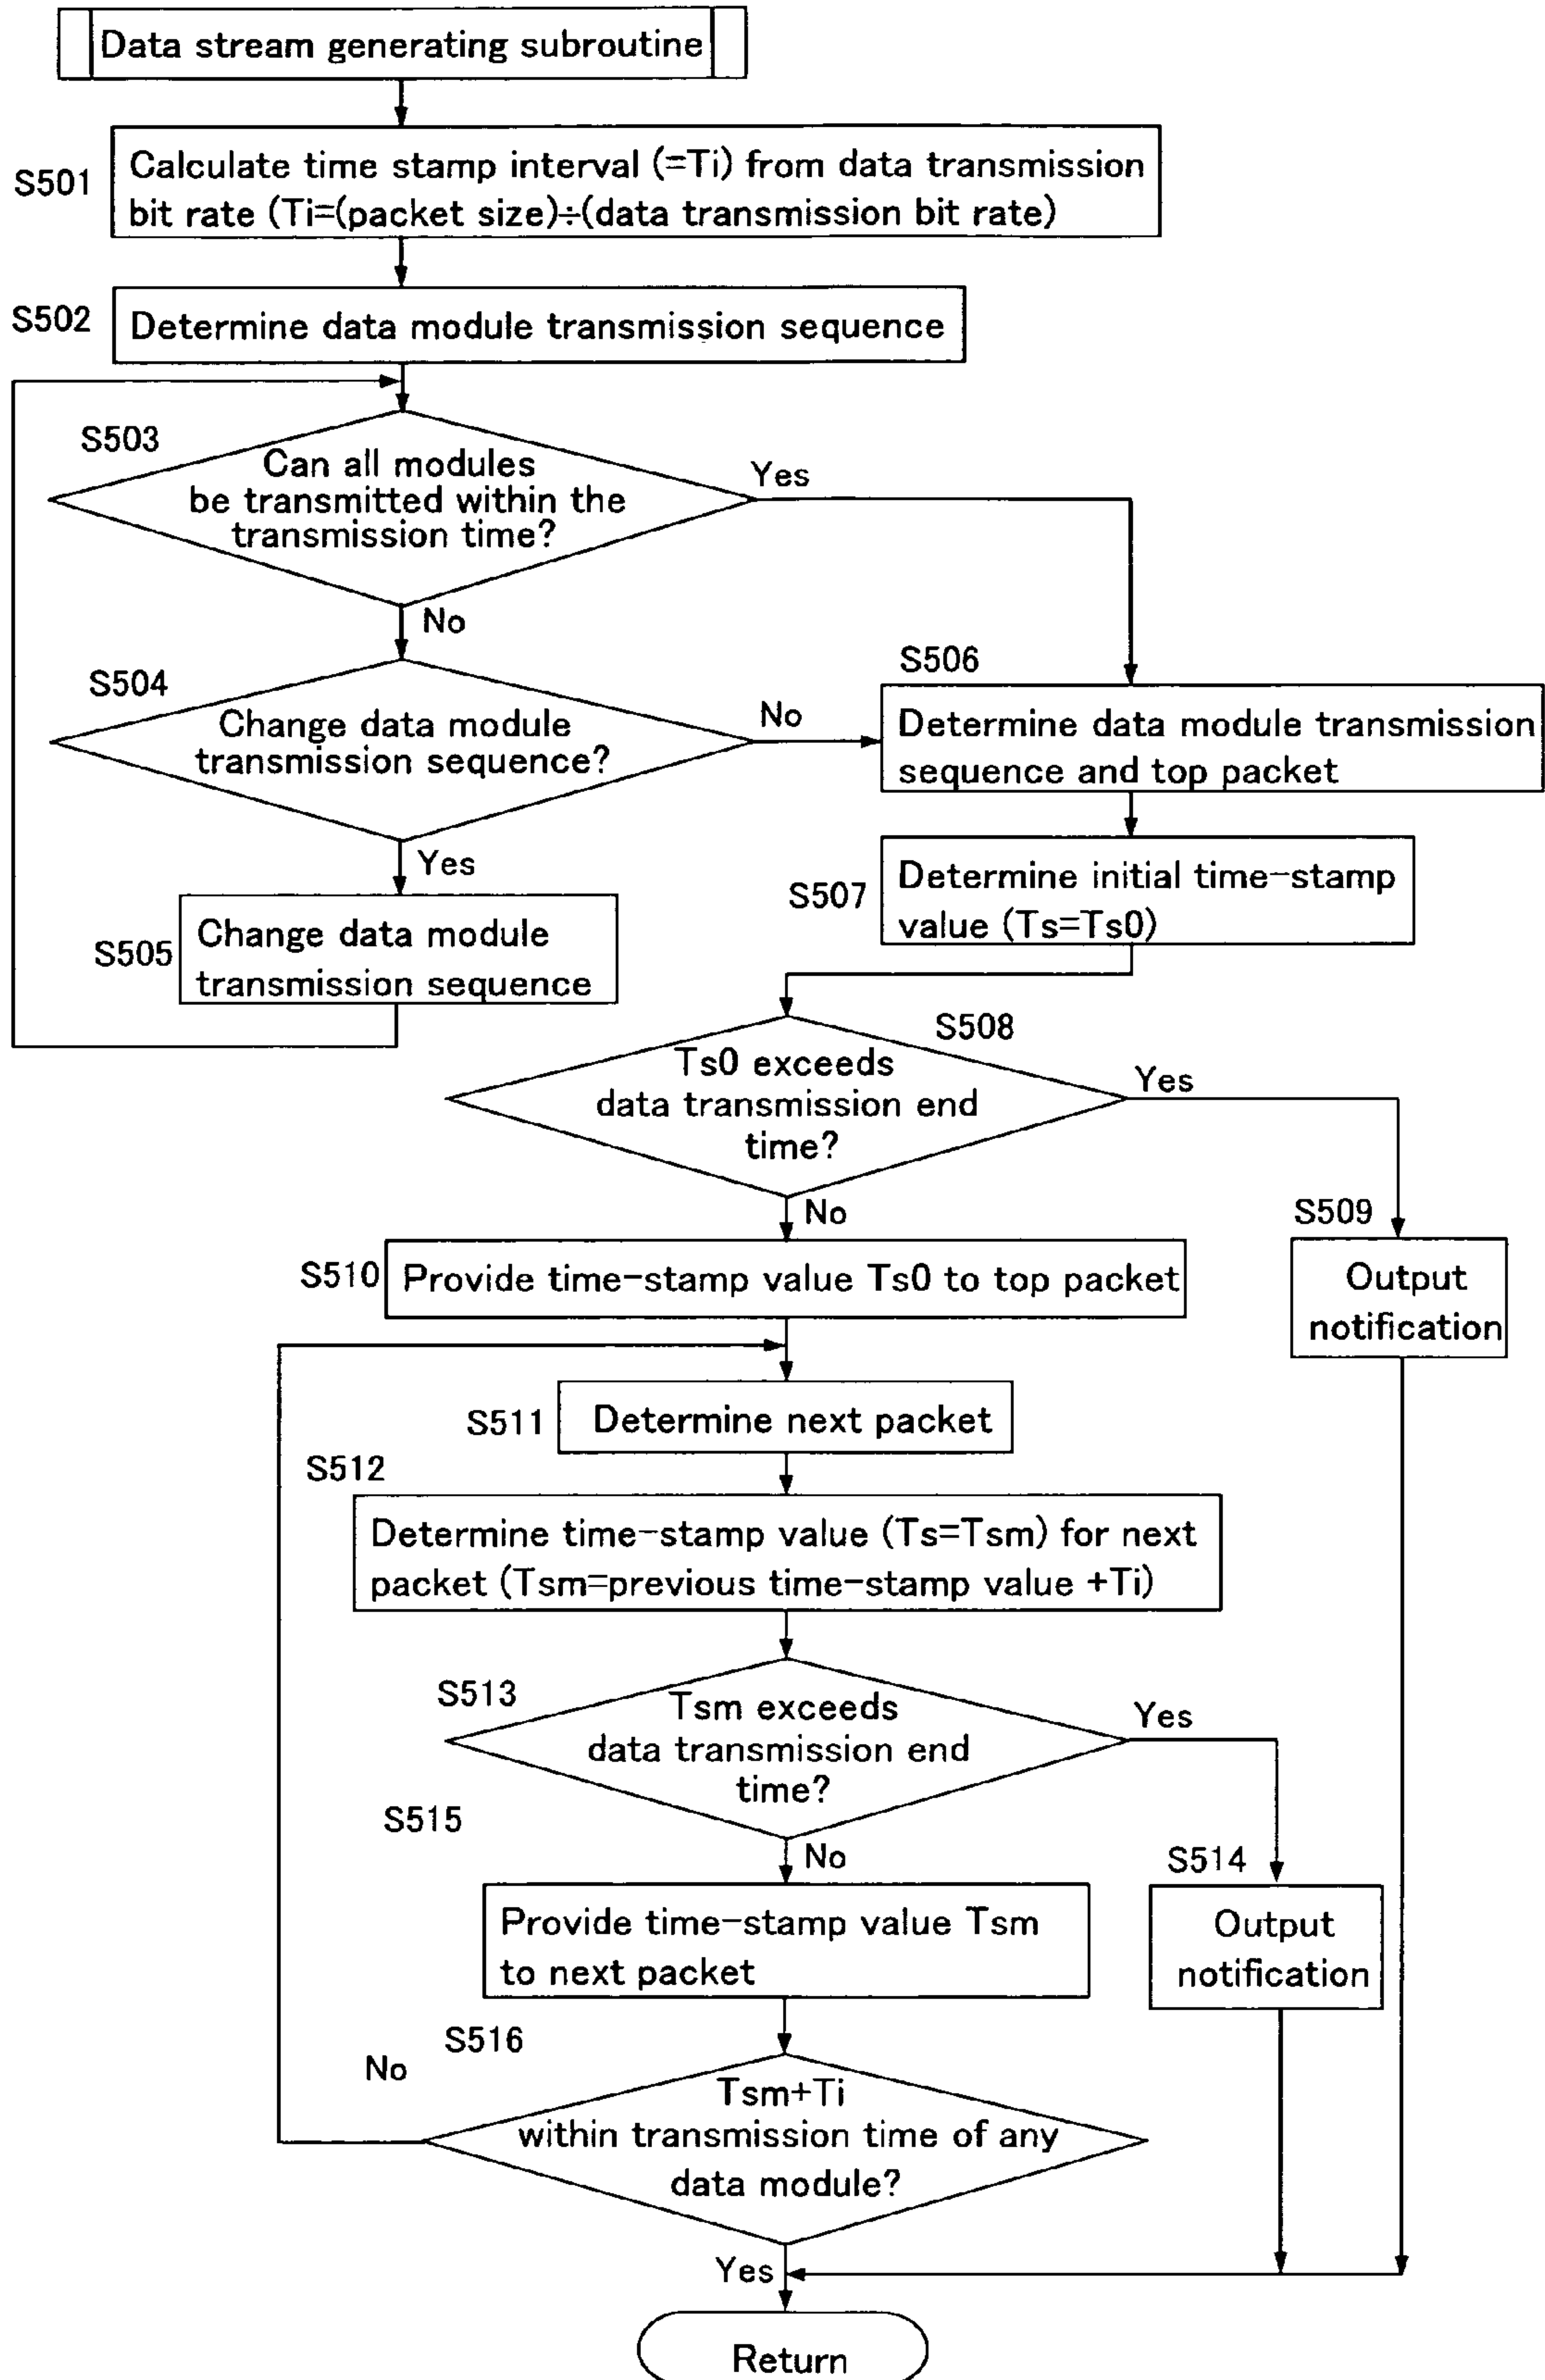 Data stream generating subroutine
S501
Calculate time stamp interval (=Ti) from data transmission
bit rate (Ti=(packet size)÷(data transmission bit rate)
S502
Determine data module transmission sequence
S503
Can all modules
be transmitted within the
transmission time?
Yes
No
S504
Change data module
transmission sequence?
No
Yes
S505
Change data module
transmission sequence
S506
Determine data module transmission
sequence and top packet
S507
Determine initial time-stamp
value (Ts=Ts0)
S508
Ts0 exceeds
data transmission end
time?
Yes
No
S509
Output
notification
S510
Provide time-stamp value Ts0 to top packet
S511
Determine next packet
S512
Determine time-stamp value (Ts=Tsm) for next
packet (Tsm=previous time-stamp value +Ti)
S513
Tsm exceeds
data transmission end
time?
Yes
No
S514
Output
notification
S515
Provide time-stamp value Tsm
to next packet
S516
No
Tsm+Ti
within transmission time of any
data module?
Yes
Return